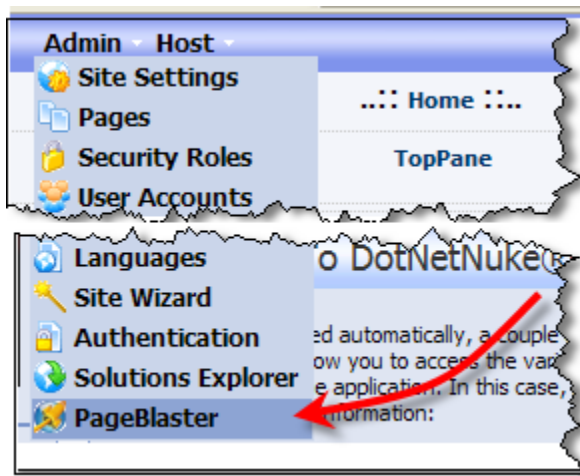 Admin Host
Site Settings
..:: Home ::..
Pages
Security Roles
TopPane
User Accounts
Languages
o DotNetNuke®
Site Wizard
Authentication
ed automatically, a couple
ow you to access the var
Solutions Explorer
e application. In this case,
PageBlaster
nformation: